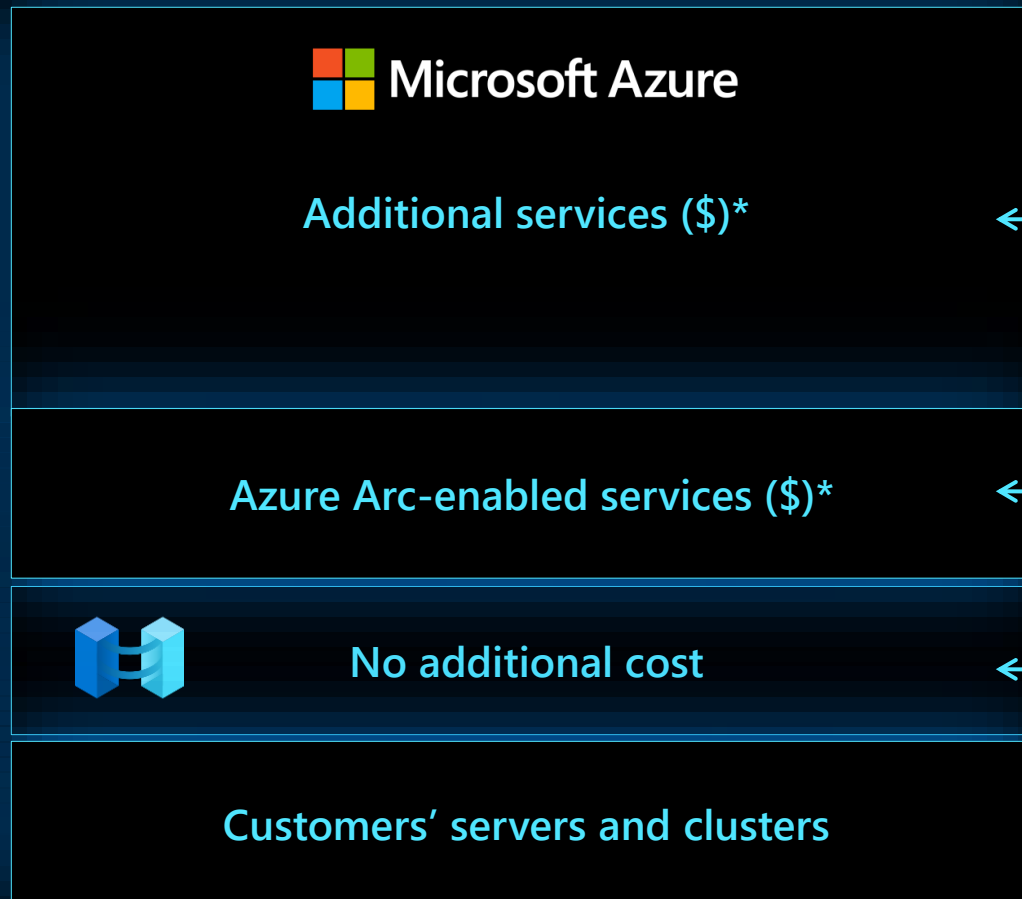 Microsoft Azure
Additional services ($)*
Azure Arc-enabled services ($)*
No additional cost
Customers’ servers and clusters